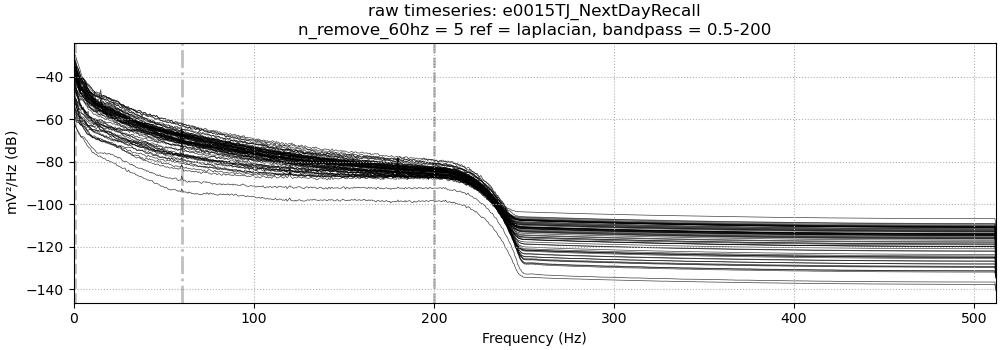 raw timeseries: e0015TJ_NextDayRecall
n_remove_60hz = 5 ref = laplacian, bandpass = 0.5-200
−40
−60
−80
−100
−120
−140
mV²/Hz (dB)
0 100 200 300 400 500
Frequency (Hz)